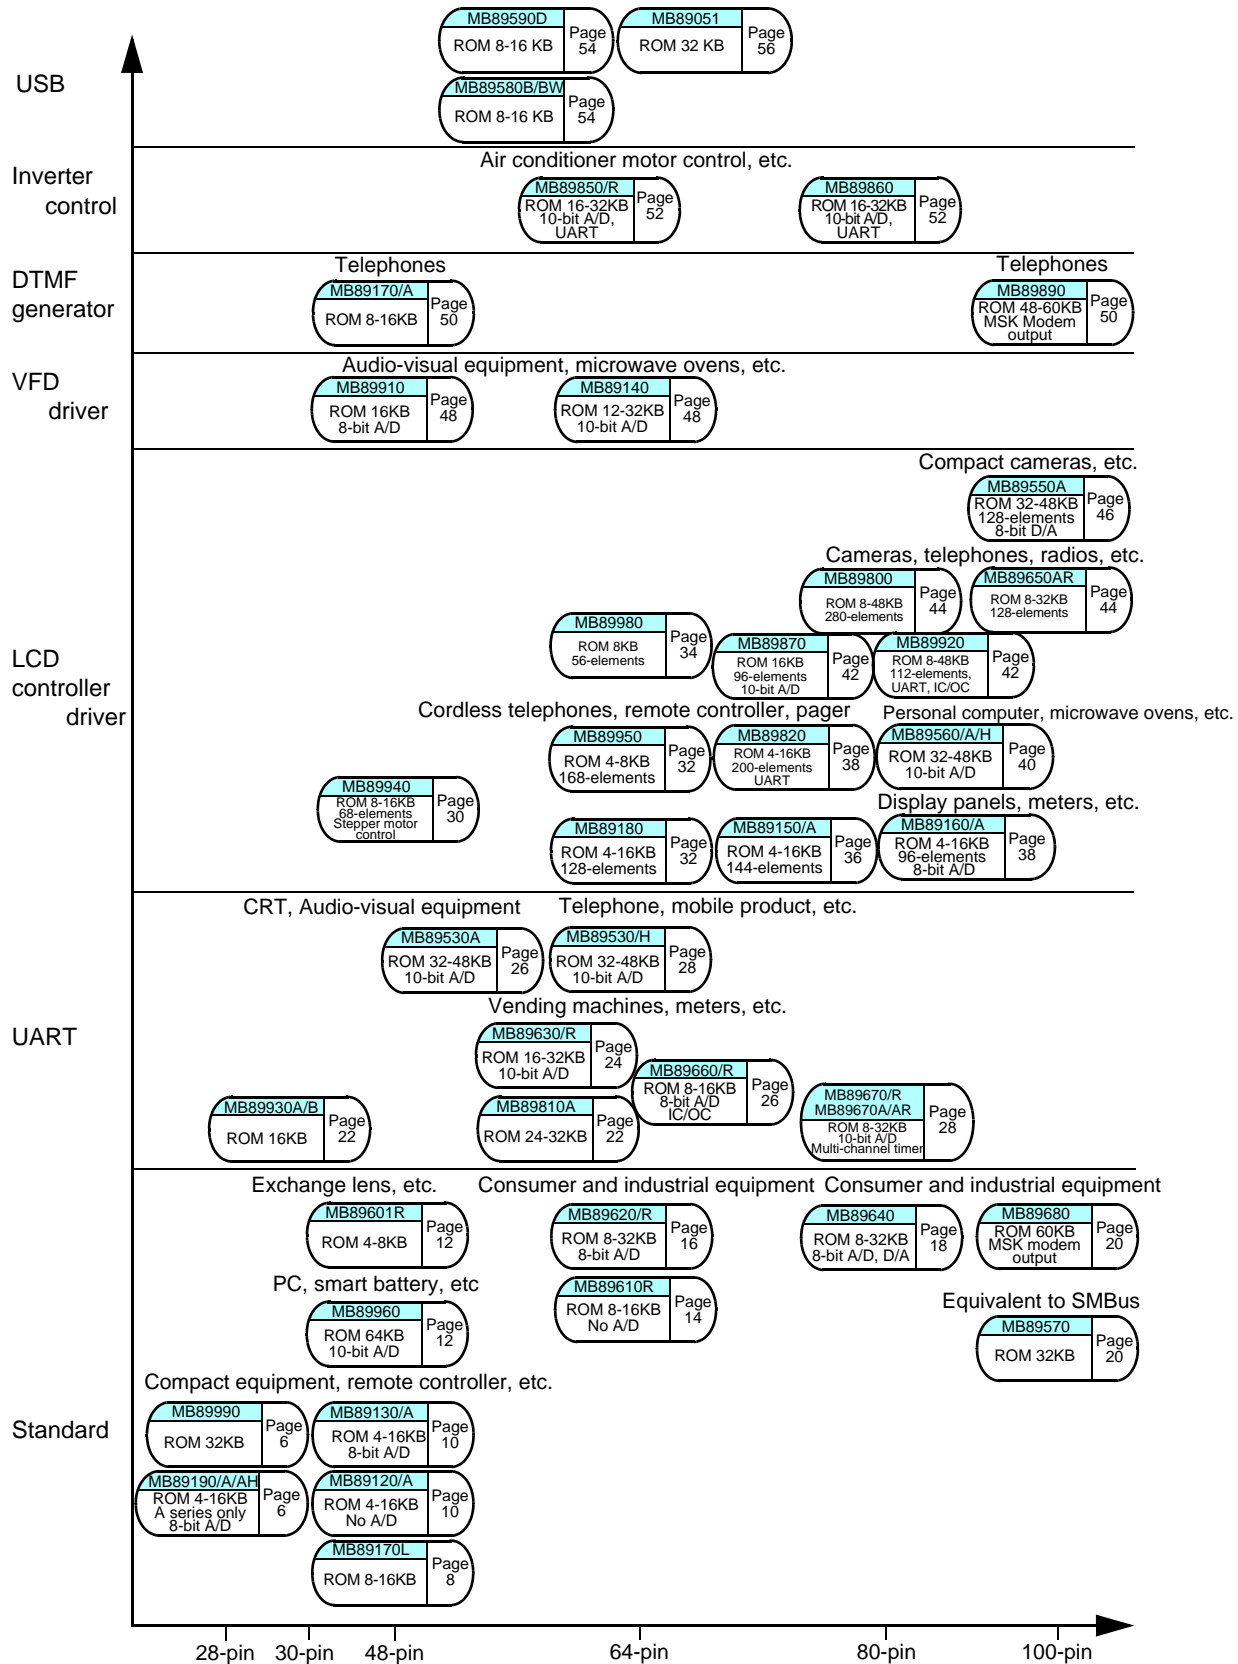 USB
MB89590D
ROM 8-16 KB
Page
54
MB89051
ROM 32 KB
Page
56
MB89580B/BW
ROM 8-16 KB
Page
54
Inverter
control
Air conditioner motor control, etc.
MB89850/R
ROM 16-32KB
10-bit A/D,
UART
Page
52
MB89860
ROM 16-32KB
10-bit A/D,
UART
Page
52
DTMF
generator
Telephones
MB89170/A
ROM 8-16KB
Page
50
Telephones
MB89890
ROM 48-60KB
MSK Modem
output
Page
50
VFD
driver
Audio-visual equipment, microwave ovens, etc.
MB89910
ROM 16KB
8-bit A/D
Page
48
MB89140
ROM 12-32KB
10-bit A/D
Page
48
LCD
controller
driver
Compact cameras, etc.
MB89550A
ROM 32-48KB
128-elements
8-bit D/A
Page
46
Cameras, telephones, radios, etc.
MB89800
ROM 8-48KB
280-elements
Page
44
MB89650AR
ROM 8-32KB
128-elements
Page
44
MB89980
ROM 8KB
56-elements
Page
34
MB89870
ROM 16KB
96-elements
10-bit A/D
Page
42
MB89920
ROM 8-48KB
112-elements,
UART, IC/OC
Page
42
Cordless telephones, remote controller, pager
Personal computer, microwave ovens, etc.
MB89950
ROM 4-8KB
168-elements
Page
32
MB89820
ROM 4-16KB
200-elements
UART
Page
38
MB89560/A/H
ROM 32-48KB
10-bit A/D
Page
40
MB89940
ROM 8-16KB
68-elements
Stepper motor
control
Page
30
Display panels, meters, etc.
MB89180
ROM 4-16KB
128-elements
Page
32
MB89150/A
ROM 4-16KB
144-elements
Page
36
MB89160/A
ROM 4-16KB
96-elements
8-bit A/D
Page
38
UART
CRT, Audio-visual equipment
Telephone, mobile product, etc.
MB89530A
ROM 32-48KB
10-bit A/D
Page
26
MB89530/H
ROM 32-48KB
10-bit A/D
Page
28
Vending machines, meters, etc.
MB89630/R
ROM 16-32KB
10-bit A/D
Page
24
MB89660/R
ROM 8-16KB
8-bit A/D
IC/OC
Page
26
MB89930A/B
ROM 16KB
Page
22
MB89810A
ROM 24-32KB
Page
22
MB89670/R
MB89670A/AR
ROM 8-32KB
10-bit A/D
Multi-channel timer
Page
28
Standard
Exchange lens, etc.
Consumer and industrial equipment
Consumer and industrial equipment
MB89601R
ROM 4-8KB
Page
12
MB89620/R
ROM 8-32KB
8-bit A/D
Page
16
MB89640
ROM 8-32KB
8-bit A/D, D/A
Page
18
MB89680
ROM 60KB
MSK modem
output
Page
20
PC, smart battery, etc
MB89960
ROM 64KB
10-bit A/D
Page
12
MB89610R
ROM 8-16KB
No A/D
Page
14
Equivalent to SMBus
MB89570
ROM 32KB
Page
20
Compact equipment, remote controller, etc.
MB89990
ROM 32KB
Page
6
MB89130/A
ROM 4-16KB
8-bit A/D
Page
10
MB89190/A/AH
ROM 4-16KB
A series only
8-bit A/D
Page
6
MB89120/A
ROM 4-16KB
No A/D
Page
10
MB89170L
ROM 8-16KB
Page
8
28-pin
30-pin
48-pin
64-pin
80-pin
100-pin